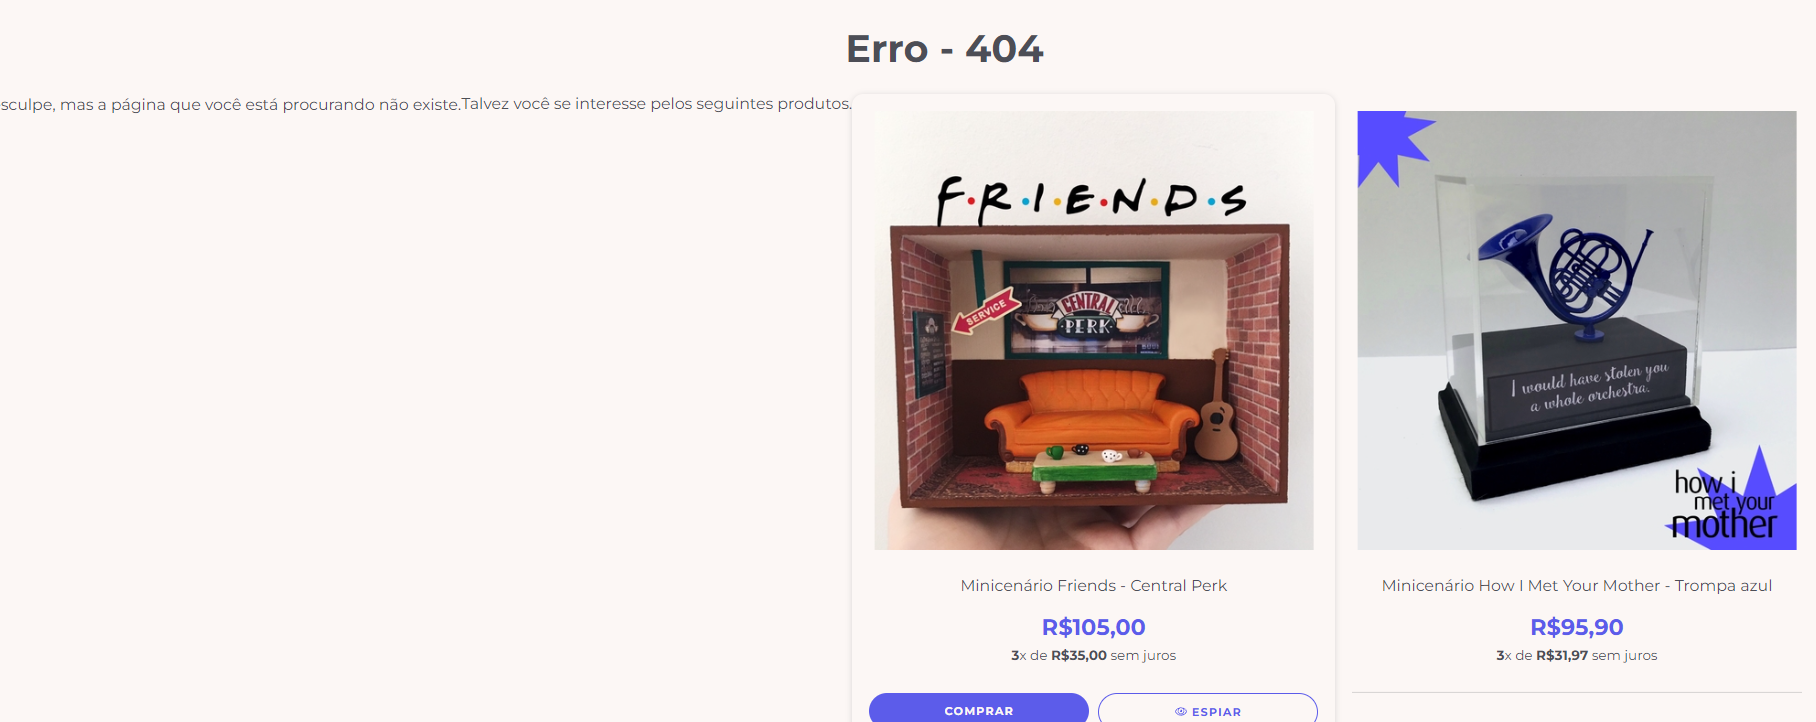 Erro - 404
sculpe, mas a página que você está procurando não existe.Talvez você se interesse pelos seguintes produtos.
F·R·I·E·N·D·S
SERVICE
CENTRAL
PERK
I would have stolen you
a whole orchestra.
how i
met your
mother
Minicenário Friends - Central Perk
Minicenário How I Met Your Mother - Trompa azul
R$105,00
R$95,90
3x de R$35,00 sem juros
3x de R$31,97 sem juros
COMPRAR
ESPIAR